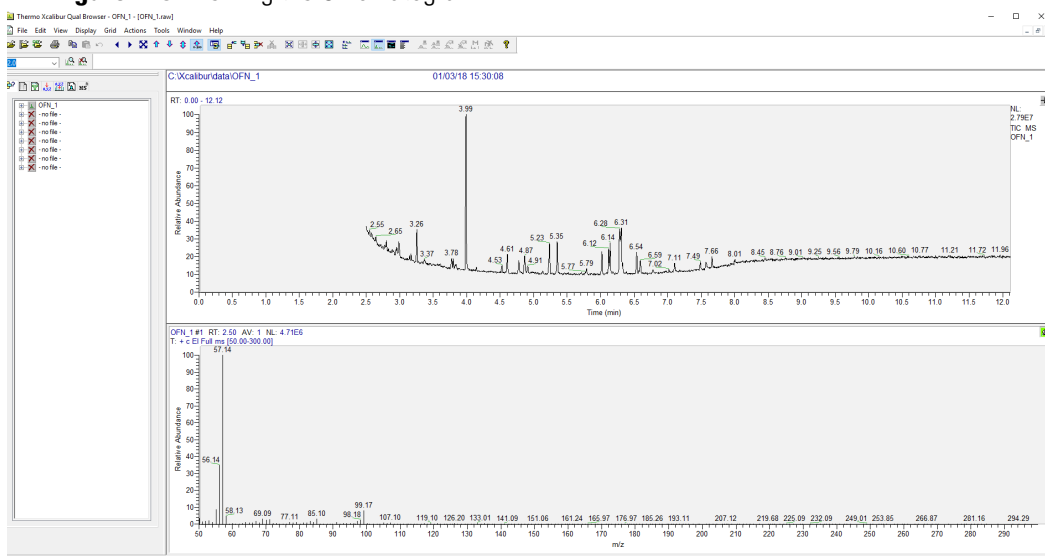 Thermo Xcalibur Qual Browser - OFN_1 - [OFN_1.raw]
File Edit View Display Grid Actions Tools Window Help
OFN_1
- no file -
- no file -
- no file -
- no file -
- no file -
- no file -
- no file -
C:\Xcalibur\data\OFN_1 01/03/18 15:30:08
RT: 0.00 - 12.12
NL:
2.79E7
TIC MS
OFN_1
Relative Abundance
100
90
80
70
60
50
40
30
20
10
0
2.55 2.65 3.26 3.37 3.78 3.99 4.53 4.61 4.87 4.91 5.23 5.35 5.77 5.79 6.12 6.14 6.28 6.31 6.54 6.59 7.02 7.11 7.49 7.66 8.01 8.45 8.76 9.01 9.25 9.56 9.79 10.16 10.60 10.77 11.21 11.72 11.96
0.0 0.5 1.0 1.5 2.0 2.5 3.0 3.5 4.0 4.5 5.0 5.5 6.0 6.5 7.0 7.5 8.0 8.5 9.0 9.5 10.0 10.5 11.0 11.5 12.0
Time (min)
OFN_1 #1 RT: 2.50 AV: 1 NL: 4.71E6
T: + c EI Full ms [50.00-300.00]
Relative Abundance
100
90
80
70
60
50
40
30
20
10
0
57.14
56.14
58.13 69.09 77.11 85.10 98.18 99.17 107.10 119.10 126.20 133.01 141.09 151.06 161.24 165.97 176.97 185.26 193.11 207.12 219.68 225.09 232.09 249.01 253.85 266.87 281.16 294.29
50 60 70 80 90 100 110 120 130 140 150 160 170 180 190 200 210 220 230 240 250 260 270 280 290
m/z